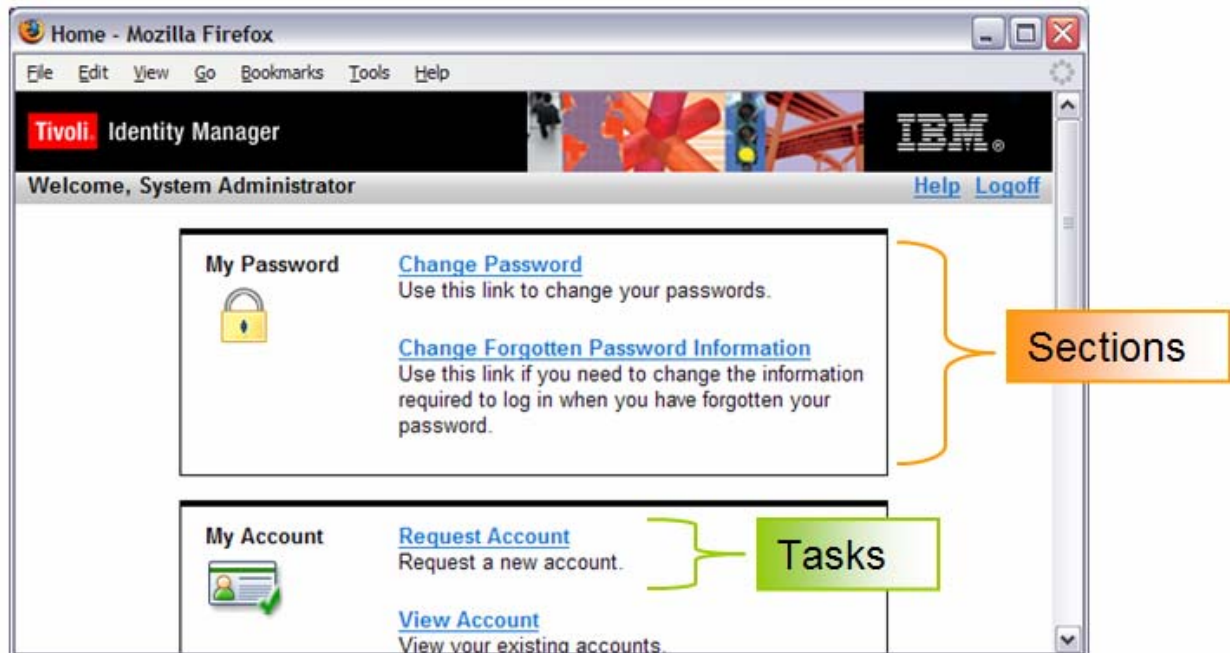 Home - Mozilla Firefox
File Edit View Go Bookmarks Tools Help
Tivoli. Identity Manager
IBM®
Welcome, System Administrator
Help Logoff
My Password
Change Password
Use this link to change your passwords.
Change Forgotten Password Information
Use this link if you need to change the information
required to log in when you have forgotten your
password.
Sections
My Account
Request Account
Request a new account.
Tasks
View Account
View your existing accounts.